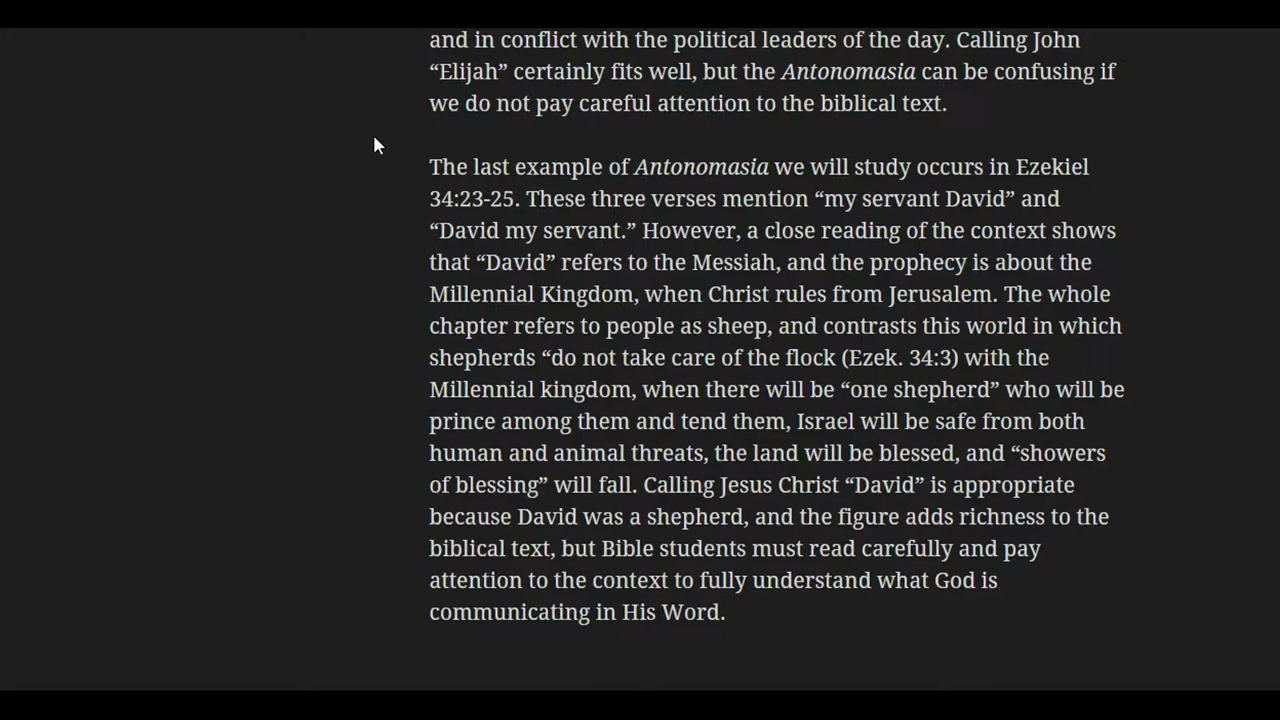 and in conflict with the political leaders of the day. Calling John
“Elijah” certainly fits well, but the Antonomasia can be confusing if
we do not pay careful attention to the biblical text.
The last example of Antonomasia we will study occurs in Ezekiel
34:23-25. These three verses mention “my servant David” and
“David my servant.” However, a close reading of the context shows
that “David” refers to the Messiah, and the prophecy is about the
Millennial Kingdom, when Christ rules from Jerusalem. The whole
chapter refers to people as sheep, and contrasts this world in which
shepherds “do not take care of the flock (Ezek. 34:3) with the
Millennial kingdom, when there will be “one shepherd” who will be
prince among them and tend them, Israel will be safe from both
human and animal threats, the land will be blessed, and “showers
of blessing” will fall. Calling Jesus Christ “David” is appropriate
because David was a shepherd, and the figure adds richness to the
biblical text, but Bible students must read carefully and pay
attention to the context to fully understand what God is
communicating in His Word.